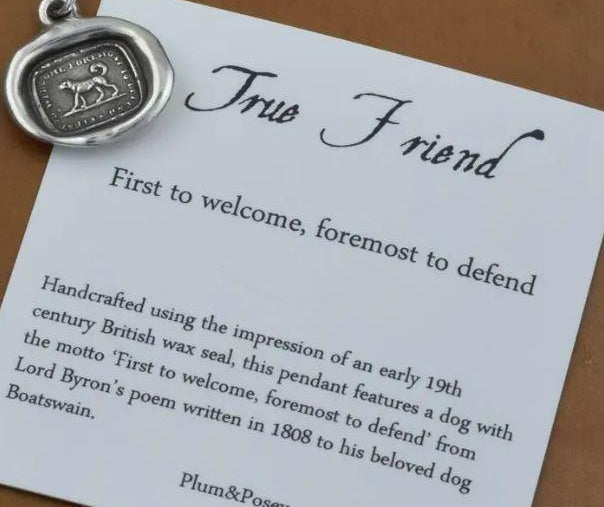 True Friend
First to welcome, foremost to defend
Handcrafted using the impression of an early 19th
century British wax seal, this pendant features a dog with
the motto ‘First to welcome, foremost to defend’ from
Lord Byron’s poem written in 1808 to his beloved dog
Boatswain.
Plum&Posey